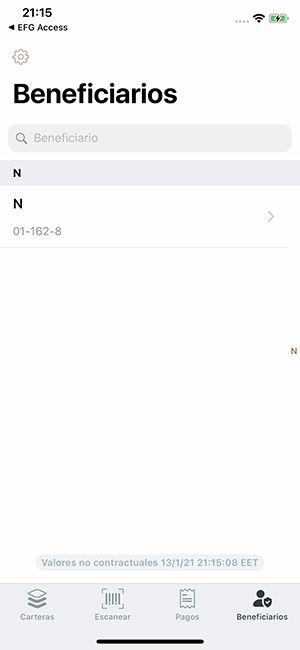 21:15
◀ EFG Access
Beneficiarios
Beneficiario
N
N
01-162-8
N
Valores no contractuales 13/1/21 21:15:08 EET
Carteras
Escanear
Pagos
Beneficiarios